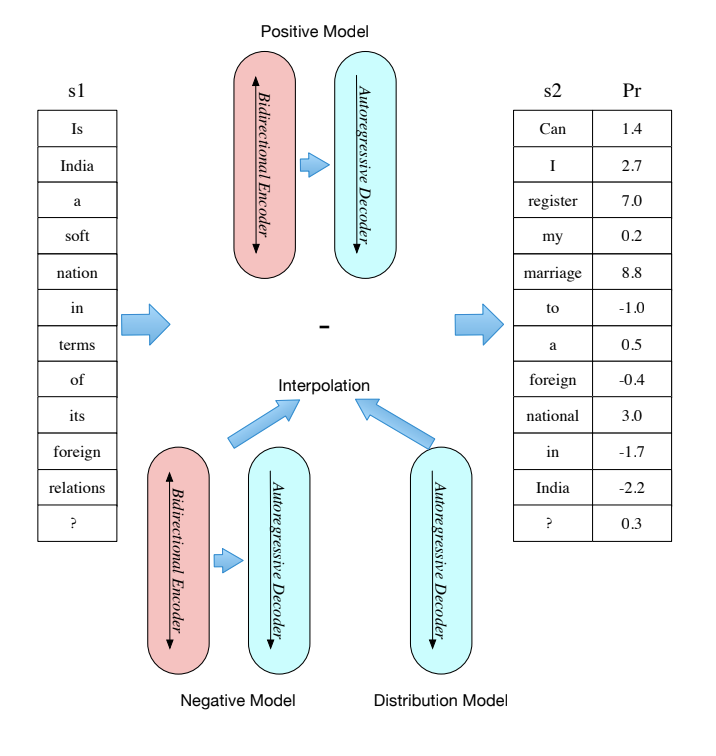 Positive Model
s1
Is
India
a
soft
nation
in
terms
of
its
foreign
relations
?
Bidirectional Encoder
Autoregressive Decoder
-
Interpolation
Bidirectional Encoder
Autoregressive Decoder
Autoregressive Decoder
Negative Model
Distribution Model
s2 Pr
Can 1.4
I 2.7
register 7.0
my 0.2
marriage 8.8
to -1.0
a 0.5
foreign -0.4
national 3.0
in -1.7
India -2.2
? 0.3